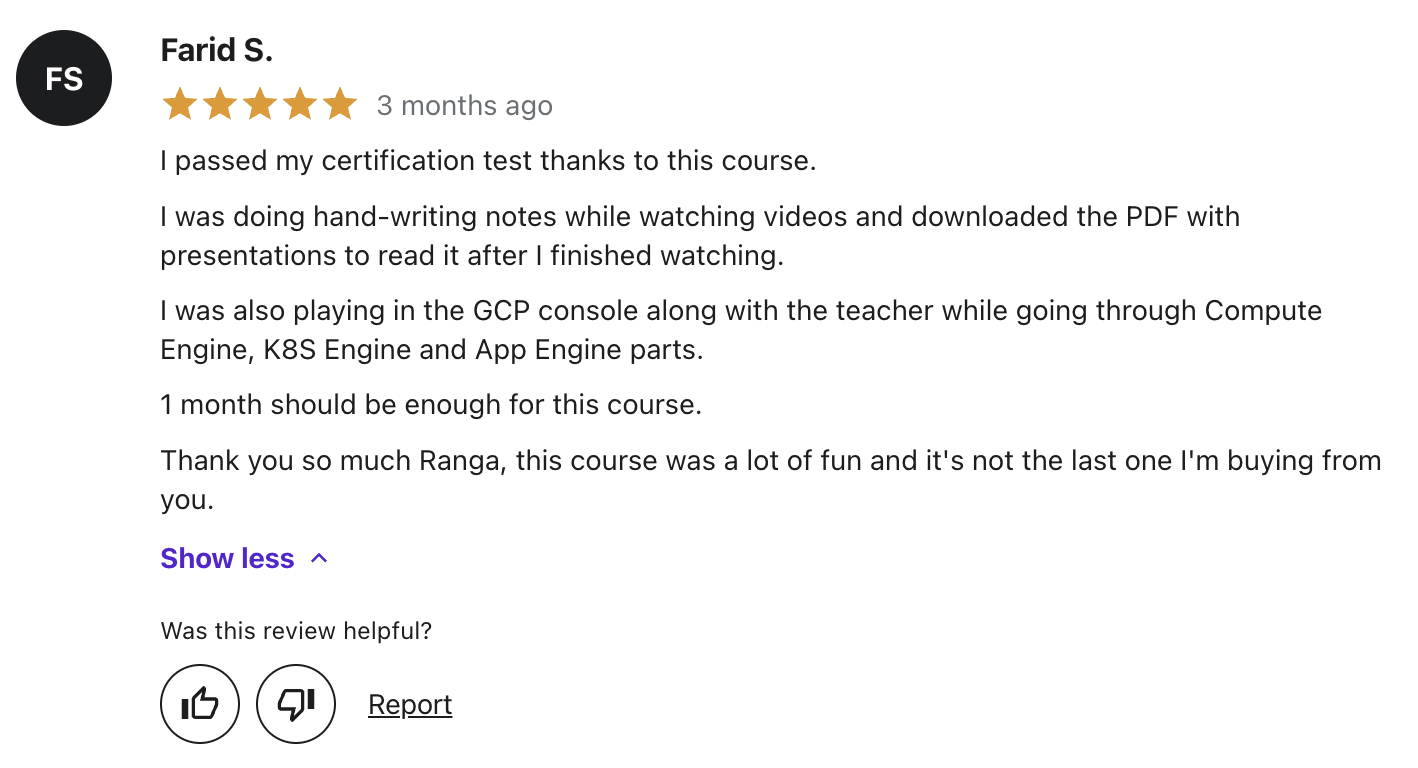 FS
Farid S.
3 months ago
I passed my certification test thanks to this course.
I was doing hand-writing notes while watching videos and downloaded the PDF with
presentations to read it after I finished watching.
I was also playing in the GCP console along with the teacher while going through Compute
Engine, K8S Engine and App Engine parts.
1 month should be enough for this course.
Thank you so much Ranga, this course was a lot of fun and it's not the last one I'm buying from
you.
Show less
Was this review helpful?
Report